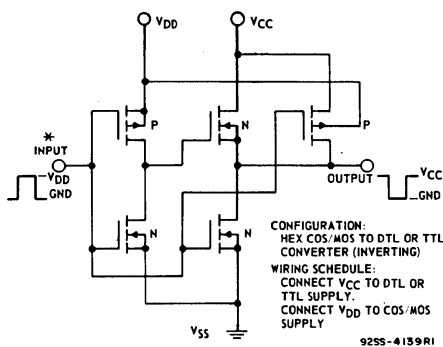 VDD VCC
P N P
*
INPUT
VDD
GND
N N
OUTPUT
VCC
GND
CONFIGURATION:
HEX COS/MOS TO DTL OR TTL
CONVERTER (INVERTING)
WIRING SCHEDULE:
CONNECT VCC TO DTL OR
TTL SUPPLY.
CONNECT VDD TO COS/MOS
SUPPLY
VSS
92SS-4139RI